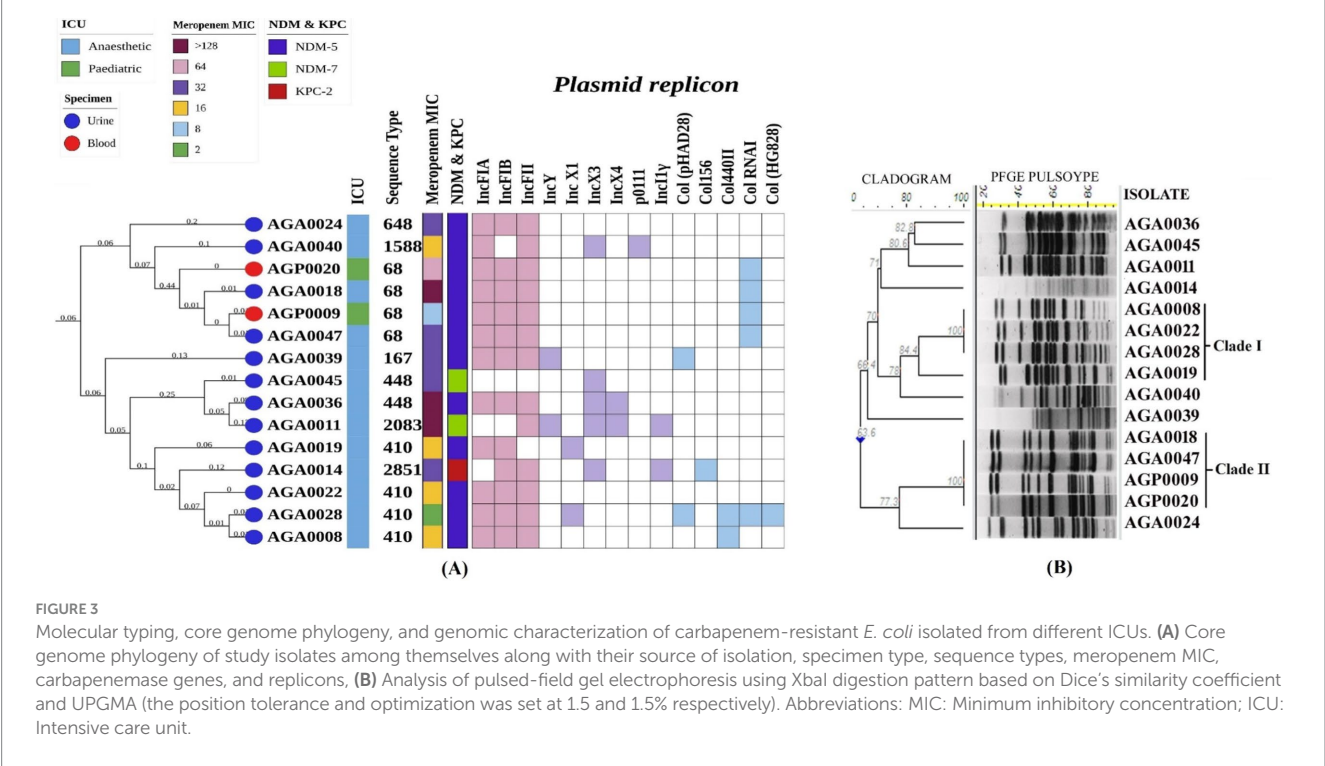 ICU
Anaesthetic
Paediatric
Specimen
Urine
Blood
Meropenem MIC
>128
64
32
16
8
2
NDM & KPC
NDM-5
NDM-7
KPC-2
Plasmid replicon
ICU
Sequence Type
Meropenem MIC
NDM & KPC
IncFIA
IncFIB
IncFII
IncY
Inc X1
IncX3
IncX4
p0111
IncI1γ
Col (pHAD28)
Col156
Col440II
Col RNAI
Col (HG828)
AGA0024 648
AGA0040 1588
AGP0020 68
AGA0018 68
AGP0009 68
AGA0047 68
AGA0039 167
AGA0045 448
AGA0036 448
AGA0011 2083
AGA0019 410
AGA0014 2851
AGA0022 410
AGA0028 410
AGA0008 410
0.2
0.06
0.1
0.07
0
0.44
0.01
0.01
0
0.06
0.13
0.06
0.01
0.25
0.05
0.05
0.06
0.1
0.12
0.02
0
0.07
0.01
(A)
CLADOGRAM
0 80 100
PFGE PULSOYPE
20 40 60 80
ISOLATE
AGA0036
AGA0045
AGA0011
AGA0014
AGA0008
AGA0022
AGA0028
AGA0019
AGA0040
AGA0039
AGA0018
AGA0047
AGP0009
AGP0020
AGA0024
Clade I
Clade II
80.6
71
70
100
84.4
78
63.6
100
77.3
(B)
FIGURE 3
Molecular typing, core genome phylogeny, and genomic characterization of carbapenem-resistant E. coli isolated from different ICUs. (A) Core
genome phylogeny of study isolates among themselves along with their source of isolation, specimen type, sequence types, meropenem MIC,
carbapenemase genes, and replicons, (B) Analysis of pulsed-field gel electrophoresis using XbaI digestion pattern based on Dice's similarity coefficient
and UPGMA (the position tolerance and optimization was set at 1.5 and 1.5% respectively). Abbreviations: MIC: Minimum inhibitory concentration; ICU:
Intensive care unit.